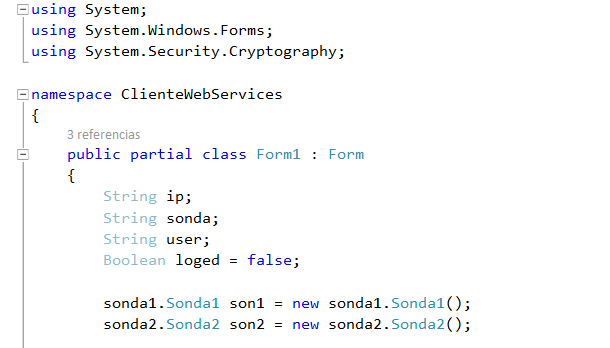 using System;
using System.Windows.Forms;
using System.Security.Cryptography;
namespace ClienteWebServices
{
3 referencias
public partial class Form1 : Form
{
String ip;
String sonda;
String user;
Boolean loged = false;
sonda1.Sonda1 son1 = new sonda1.Sonda1();
sonda2.Sonda2 son2 = new sonda2.Sonda2();